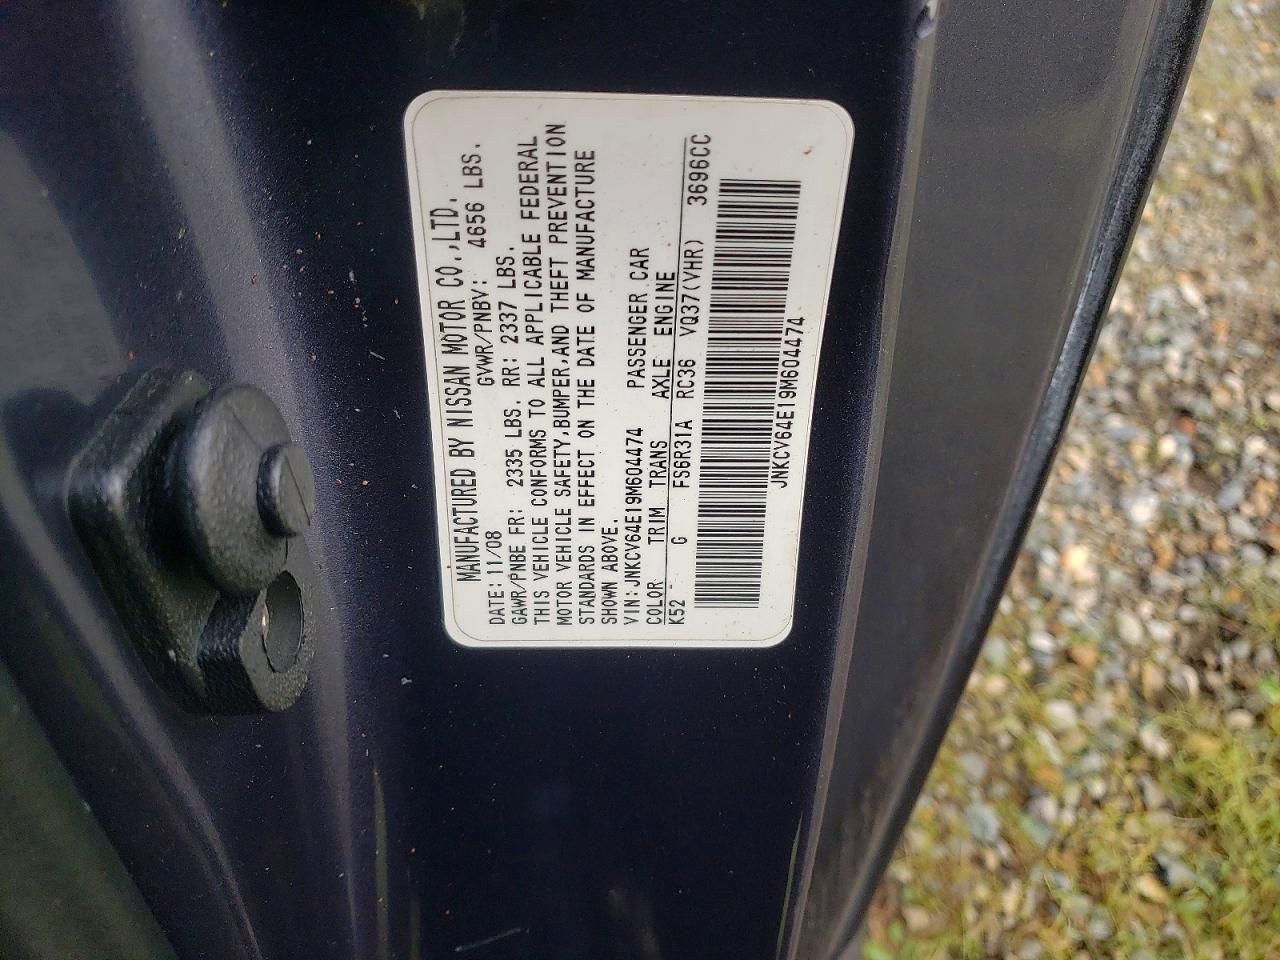 MANUFACTURED BY NISSAN MOTOR CO.,LTD.
DATE: 11/08 GVWR/PNBV: 4656 LBS.
GAWR/PNBE FR: 2335 LBS. RR: 2337 LBS.
THIS VEHICLE CONFORMS TO ALL APPLICABLE FEDERAL
MOTOR VEHICLE SAFETY,BUMPER,AND THEFT PREVENTION
STANDARDS IN EFFECT ON THE DATE OF MANUFACTURE
SHOWN ABOVE.
VIN: JNKCV64E19M604474 PASSENGER CAR
COLOR TRIM TRANS AXLE ENGINE
K52 G FS6R31A RC36 VQ37(VHR) 3696CC
JNKCV64E19M604474